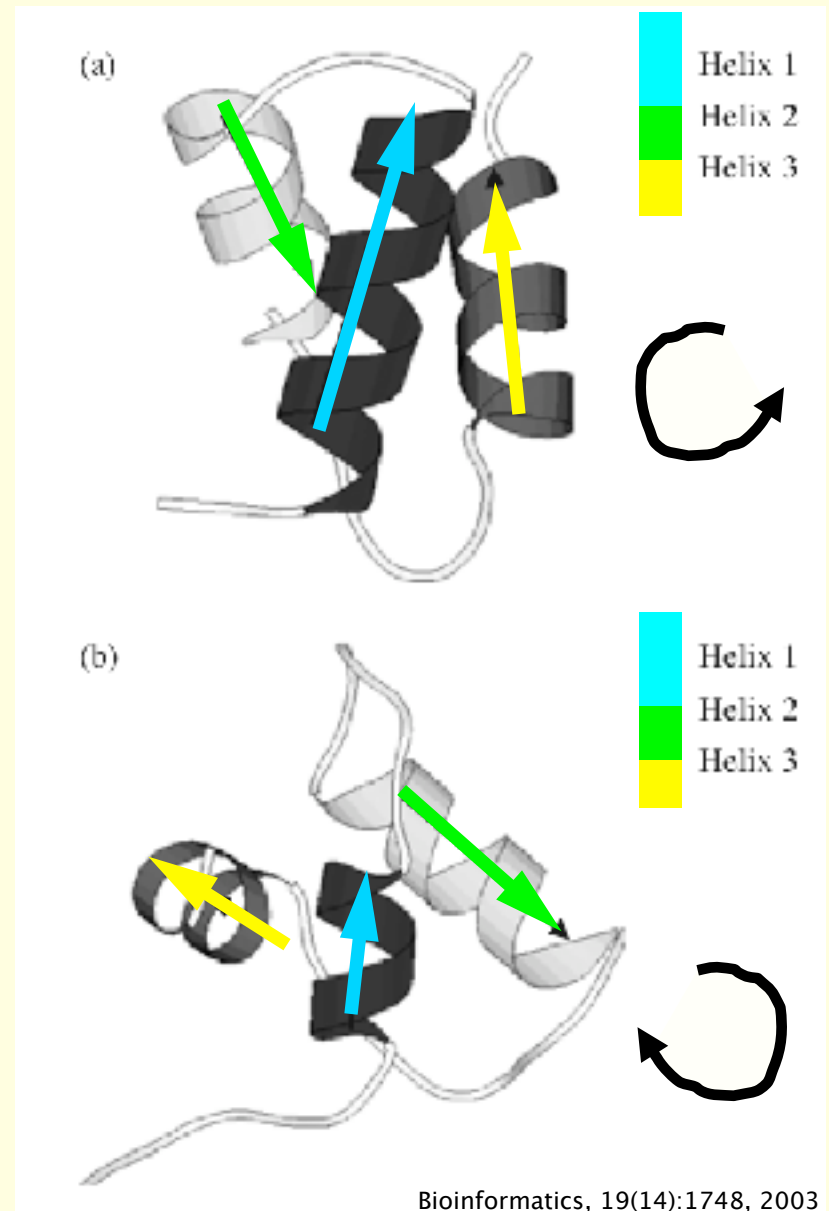 (a)
Helix 1
Helix 2
Helix 3
(b)
Helix 1
Helix 2
Helix 3
Bioinformatics, 19(14):1748, 2003